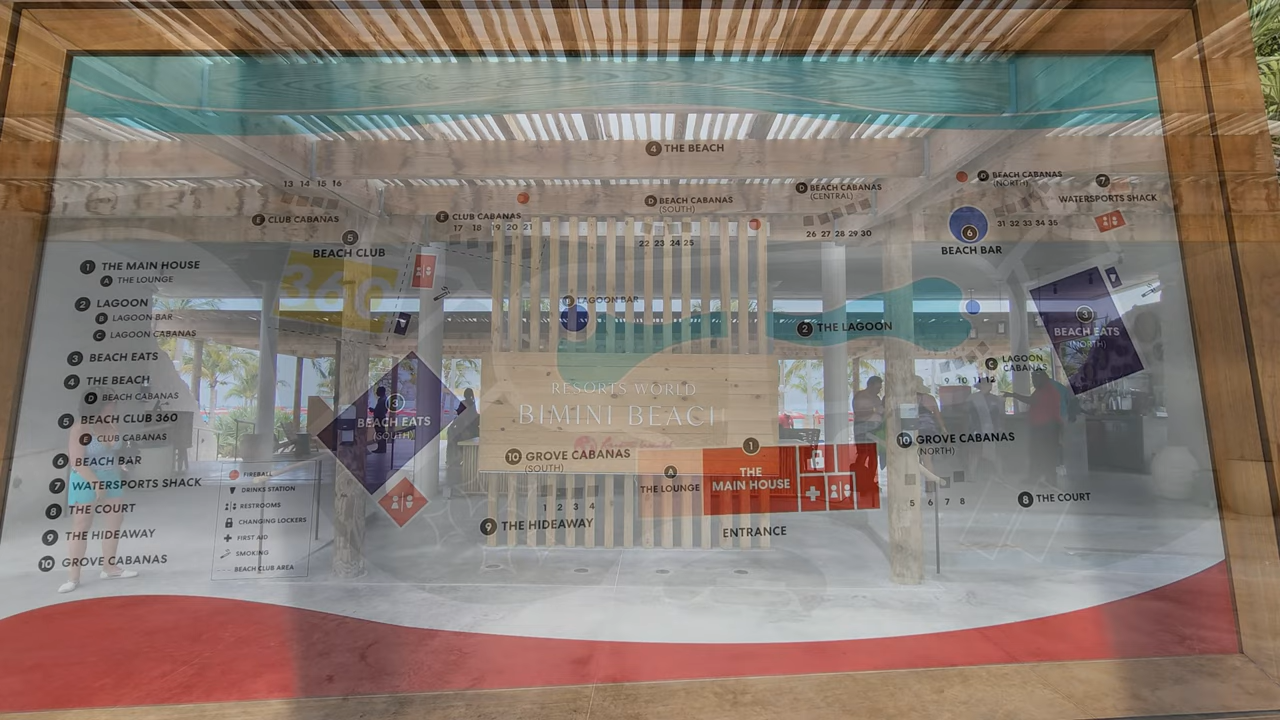 4 THE BEACH
13 14 15 16
E CLUB CABANAS
5
BEACH CLUB
360
E CLUB CABANAS
17 18 19 20 21
D BEACH CABANAS
(SOUTH)
22 23 24 25
D BEACH CABANAS
(CENTRAL)
26 27 28 29 30
BEACH CABANAS
(NORTH)
31 32 33 34 35
7
WATERSPORTS SHACK
6
BEACH BAR
1 THE MAIN HOUSE
A THE LOUNGE
2 LAGOON
B LAGOON BAR
C LAGOON CABANAS
3 BEACH EATS
4 THE BEACH
D BEACH CABANAS
5 BEACH CLUB 360
E CLUB CABANAS
6 BEACH BAR
7 WATERSPORTS SHACK
8 THE COURT
9 THE HIDEAWAY
10 GROVE CABANAS
FIREBALL
DRINKS STATION
RESTROOMS
CHANGING LOCKERS
FIRST AID
SMOKING
BEACH CLUB AREA
LAGOON BAR
2 THE LAGOON
3
BEACH EATS
(NORTH)
C LAGOON
CABANAS
9 10 11 12
3
BEACH EATS
(SOUTH)
RESORTS WORLD
BIMINI BEACH
10 GROVE CABANAS
(SOUTH)
1 2 3 4
9 THE HIDEAWAY
A
THE LOUNGE
1
THE
MAIN HOUSE
ENTRANCE
10 GROVE CABANAS
(NORTH)
5 6 7 8
8 THE COURT